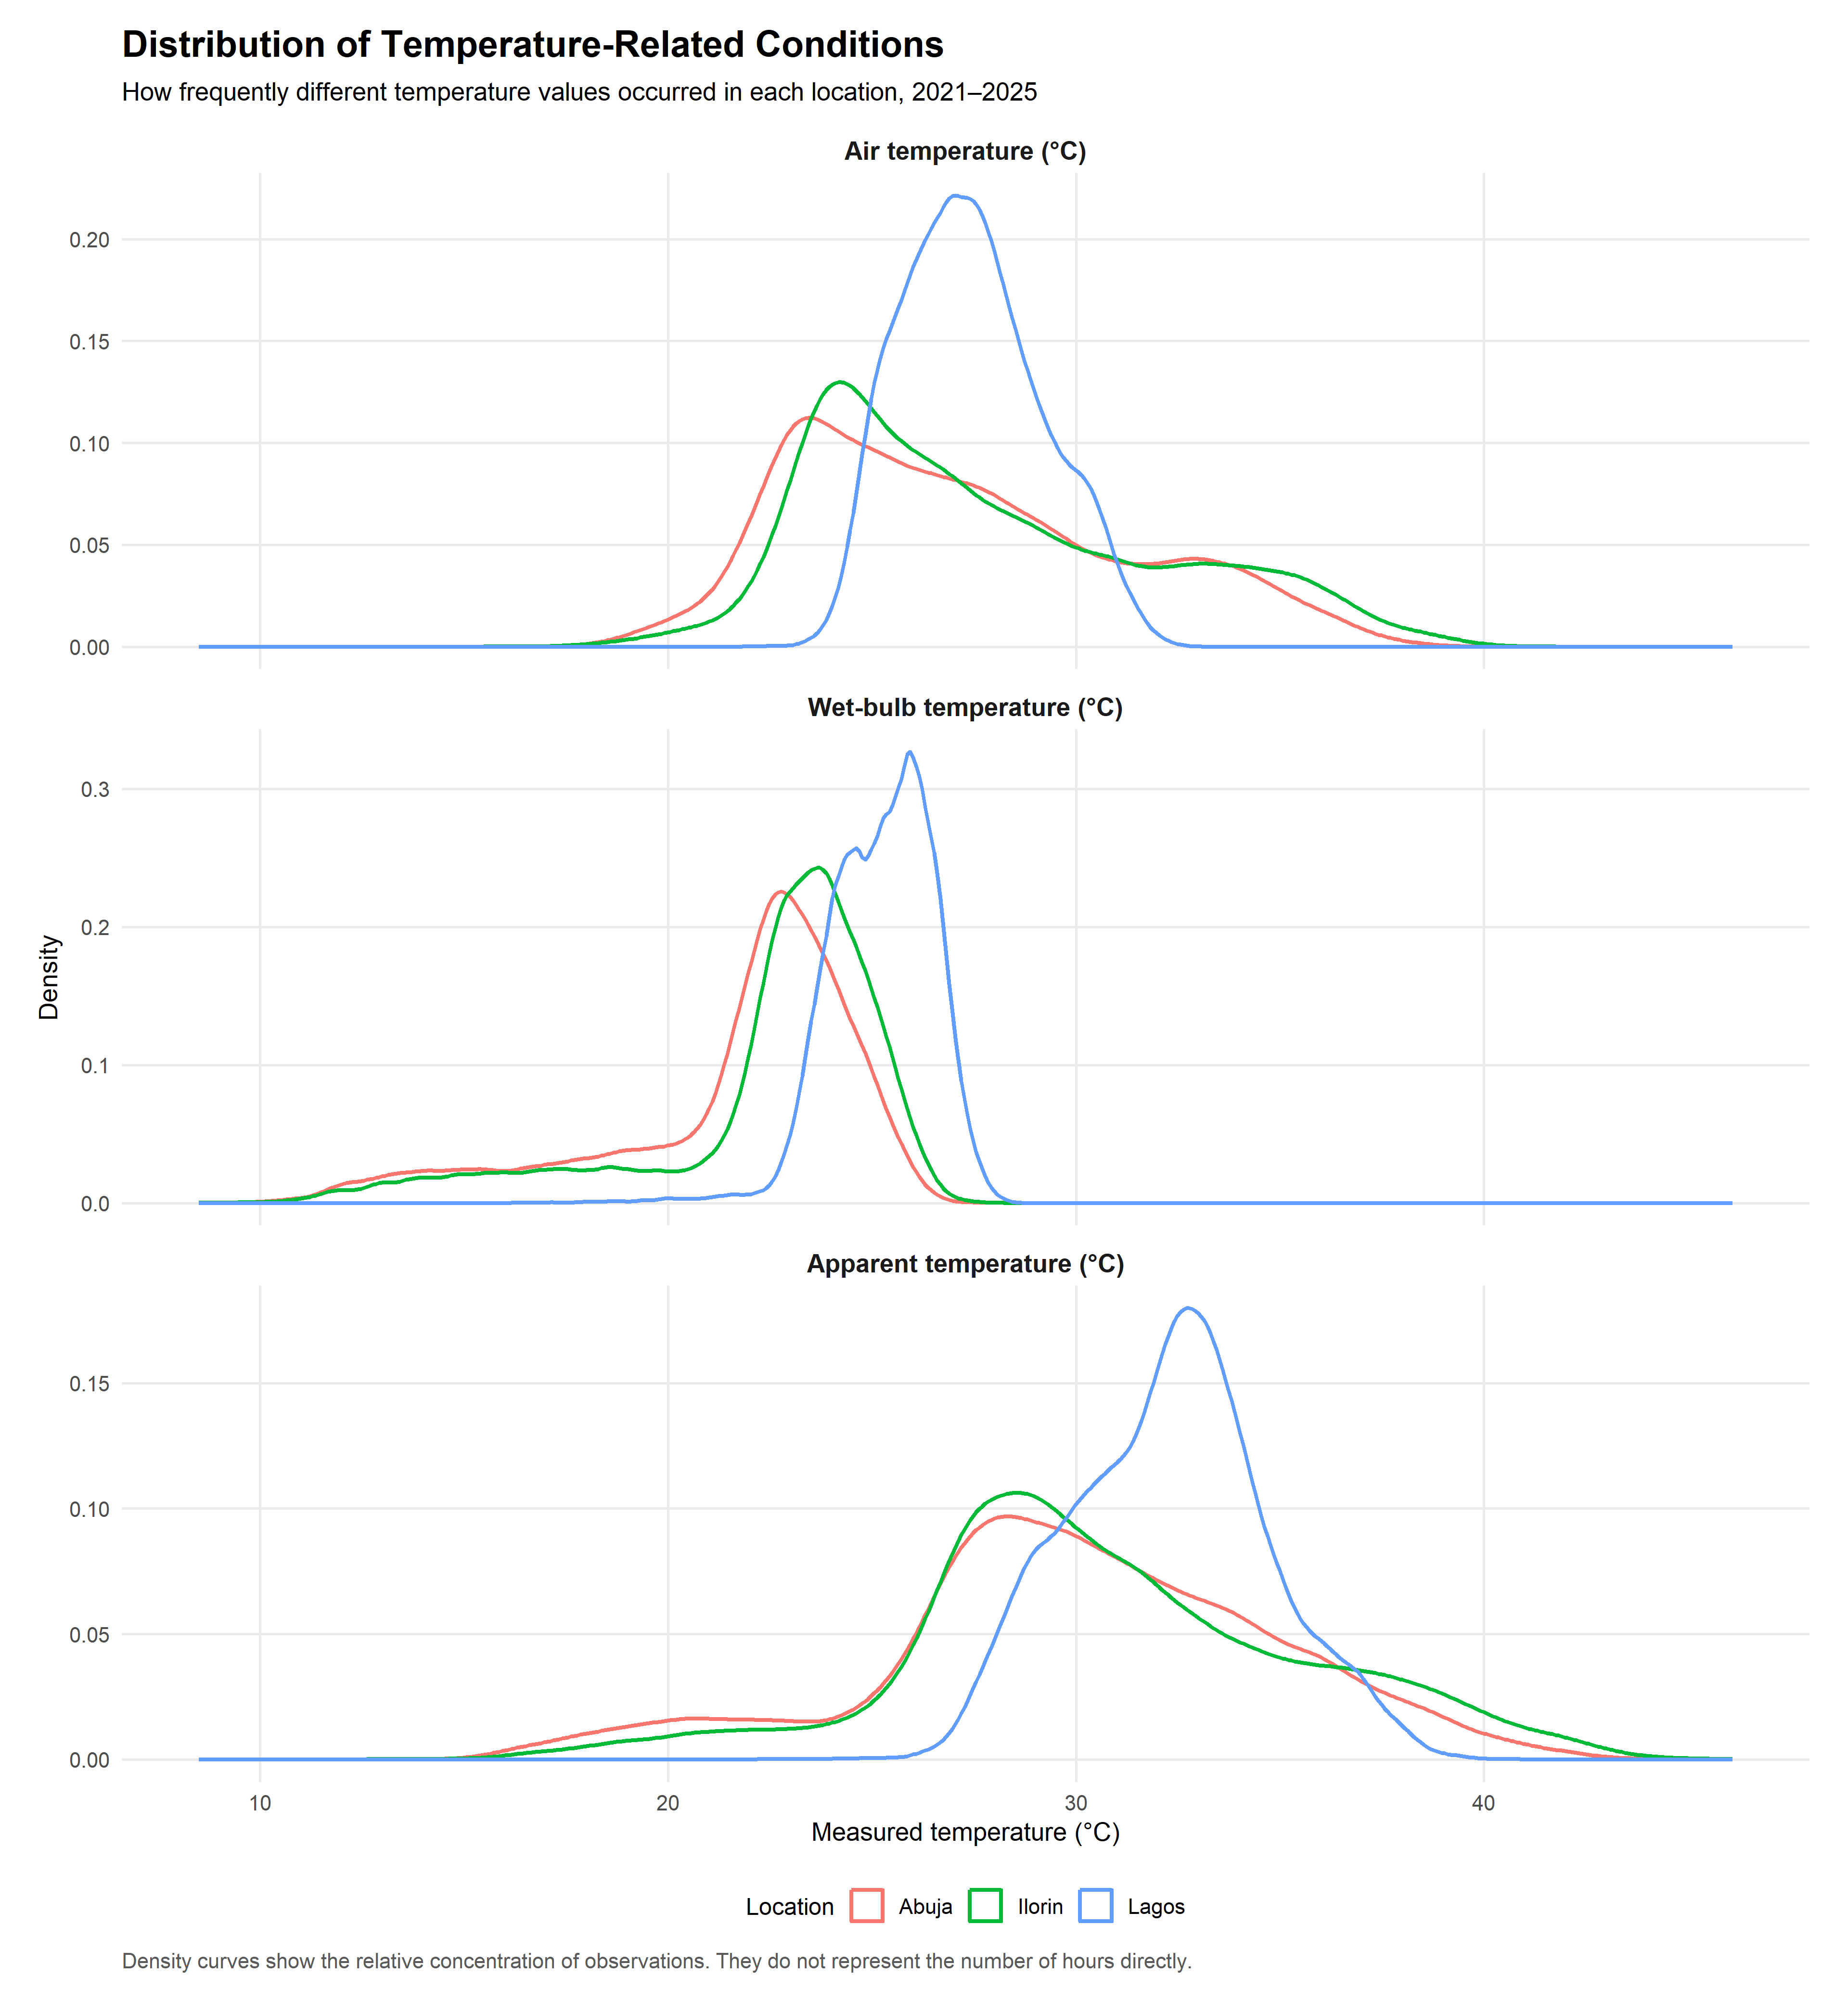 Distribution of Temperature-Related Conditions
How frequently different temperature values occurred in each location, 2021–2025
Air temperature (°C)
0.20
0.15
0.10
0.05
0.00
Wet-bulb temperature (°C)
0.3
0.2
0.1
0.0
Density
Apparent temperature (°C)
0.15
0.10
0.05
0.00
10 20 30 40
Measured temperature (°C)
Location Abuja Ilorin Lagos
Density curves show the relative concentration of observations. They do not represent the number of hours directly.